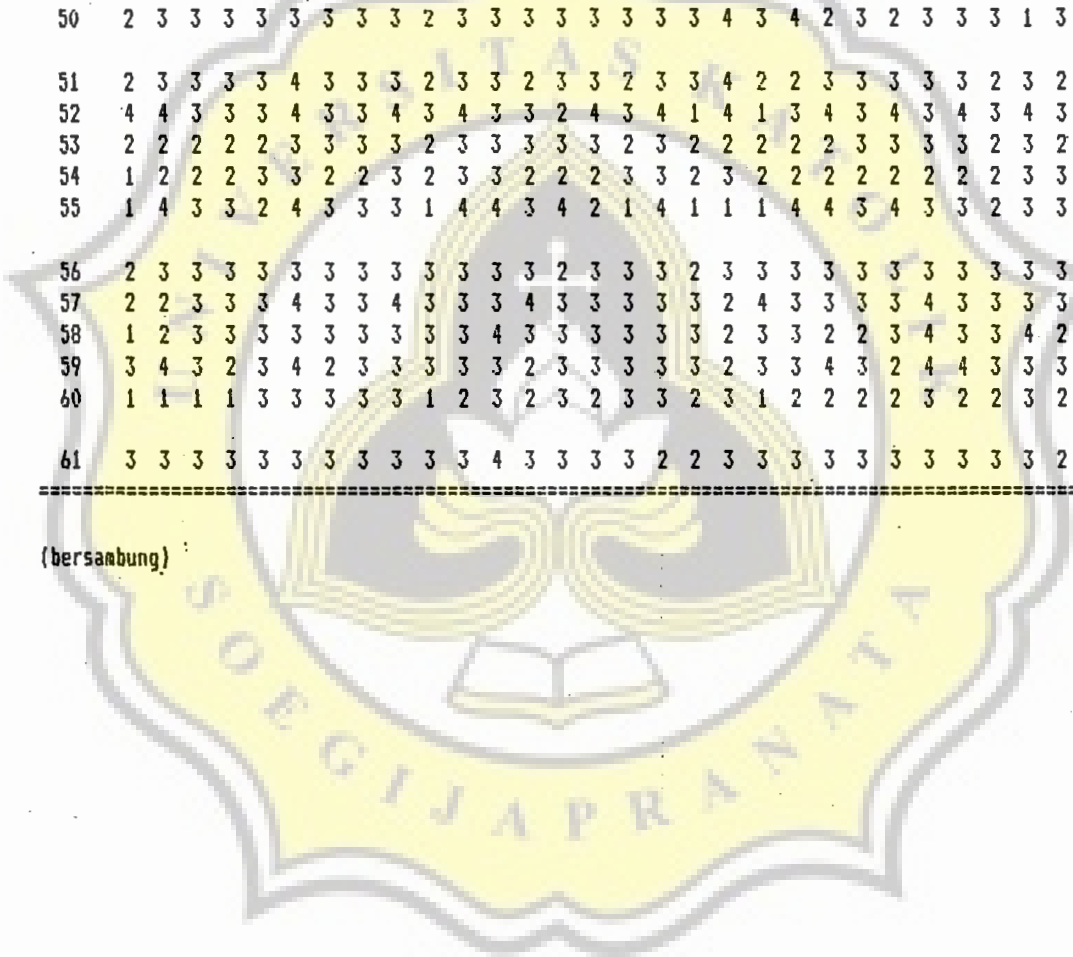 50 2 3 3 3 3 3 3 3 3 2 3 3 3 3 3 3 3 3 4 3 4 2 3 2 3 3 3 1 3
51 2 3 3 3 3 4 3 3 3 2 3 3 2 3 3 2 3 3 4 2 2 3 3 3 3 3 2 3 2
52 4 4 3 3 3 4 3 3 4 3 4 3 3 2 4 3 4 1 4 1 3 4 3 4 3 4 3 4 3
53 2 2 2 2 2 3 3 3 3 2 3 3 3 3 3 2 3 2 2 2 2 2 3 3 3 3 2 3 2
54 1 2 2 2 3 3 2 2 3 2 3 3 2 2 2 3 3 2 3 2 2 2 2 2 2 2 2 3 3
55 1 4 3 3 2 4 3 3 3 1 4 4 3 4 2 1 4 1 1 1 4 4 3 4 3 3 2 3 3
56 2 3 3 3 3 3 3 3 3 3 3 3 3 2 3 3 3 2 3 3 3 3 3 3 3 3 3 3 3
57 2 2 3 3 3 4 3 3 4 3 3 3 4 3 3 3 3 3 2 4 3 3 3 3 4 3 3 3 3
58 1 2 3 3 3 3 3 3 3 3 3 4 3 3 3 3 3 3 2 3 3 2 2 3 4 3 3 4 2
59 3 4 3 2 3 4 2 3 3 3 3 3 2 3 3 3 3 3 2 3 3 4 3 2 4 4 3 3 3
60 1 1 1 1 3 3 3 3 3 1 2 3 2 3 2 3 3 2 3 1 2 2 2 2 3 2 2 3 2
61 3 3 3 3 3 3 3 3 3 3 3 4 3 3 3 3 2 2 3 3 3 3 3 3 3 3 3 3 2
(bersambung)
UNIVERSITAS KATOLIK
SOEGIJAPRANATA